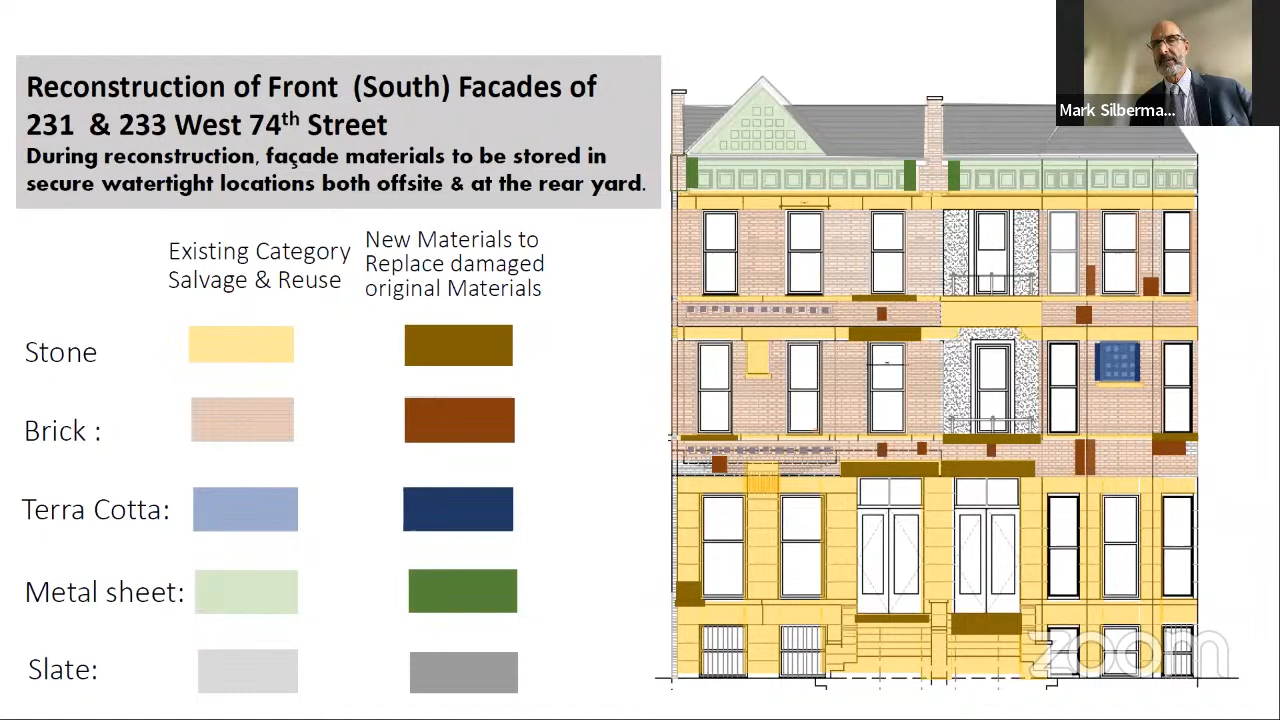 Reconstruction of Front (South) Facades of
231 & 233 West 74th Street
During reconstruction, façade materials to be stored in
secure watertight locations both offsite & at the rear yard.
Mark Silberma...
Existing Category
Salvage & Reuse
New Materials to
Replace damaged
original Materials
Stone
Brick :
Terra Cotta:
Metal sheet:
Slate:
zoom